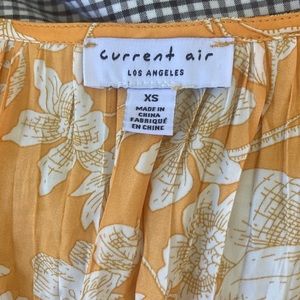 current air
LOS ANGELES
XS
MADE IN
CHINA
FABRIQUÉ
EN CHINE